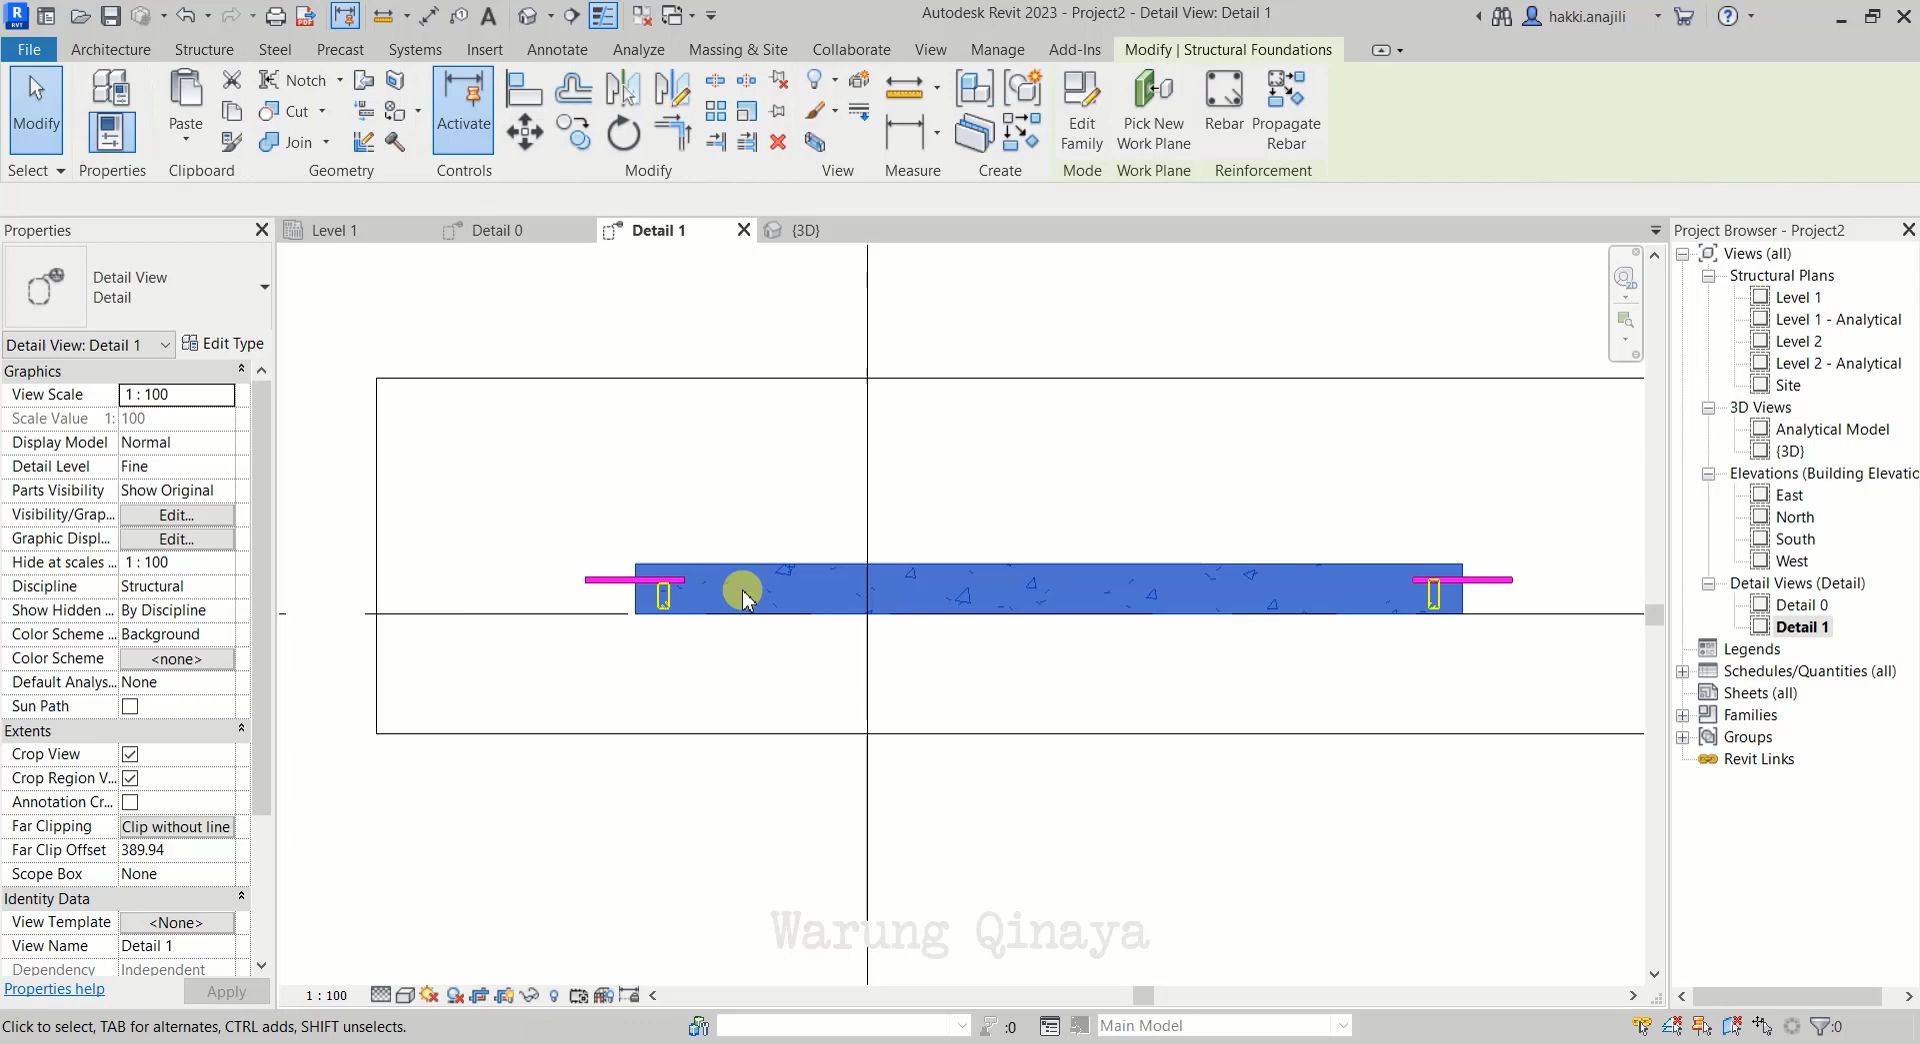 Autodesk Revit 2023 - Project2 - Detail View: Detail 1
hakki.anajili
File Architecture Structure Steel Precast Systems Insert Annotate Analyze Massing & Site Collaborate View Manage Add-Ins Modify | Structural Foundations
Modify
Paste
Notch
Cut
Join
Activate
Edit Family
Pick New Work Plane
Rebar
Propagate Rebar
Select Properties Clipboard Geometry Controls Modify View Measure Create Mode Work Plane Reinforcement
Properties
Level 1
Detail 0
Detail 1
{3D}
Project Browser - Project2
Detail View
Detail
Detail View: Detail 1 Edit Type
Graphics
View Scale 1 : 100
Scale Value 1: 100
Display Model Normal
Detail Level Fine
Parts Visibility Show Original
Visibility/Grap... Edit...
Graphic Displ... Edit...
Hide at scales ... 1 : 100
Discipline Structural
Show Hidden ... By Discipline
Color Scheme ... Background
Color Scheme <none>
Default Analys... None
Sun Path
Extents
Crop View
Crop Region V...
Annotation Cr...
Far Clipping Clip without line
Far Clip Offset 389.94
Scope Box None
Identity Data
View Template <None>
View Name Detail 1
Dependency Independent
Properties help Apply
2D
Warung Qinaya
Views (all)
Structural Plans
Level 1
Level 1 - Analytical
Level 2
Level 2 - Analytical
Site
3D Views
Analytical Model
{3D}
Elevations (Building Elevatio
East
North
South
West
Detail Views (Detail)
Detail 0
Detail 1
Legends
Schedules/Quantities (all)
Sheets (all)
Families
Groups
Revit Links
1 : 100
Click to select, TAB for alternates, CTRL adds, SHIFT unselects.
:0
Main Model
:0